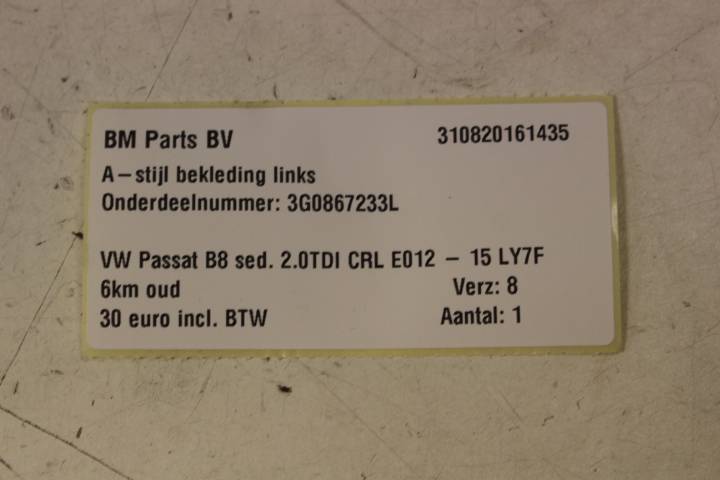 BM Parts BV 310820161435
A-stijl bekleding links
Onderdeelnummer: 3G0867233L
VW Passat B8 sed. 2.0TDI CRL E012 - 15 LY7F
6km oud Verz: 8
30 euro incl. BTW Aantal: 1